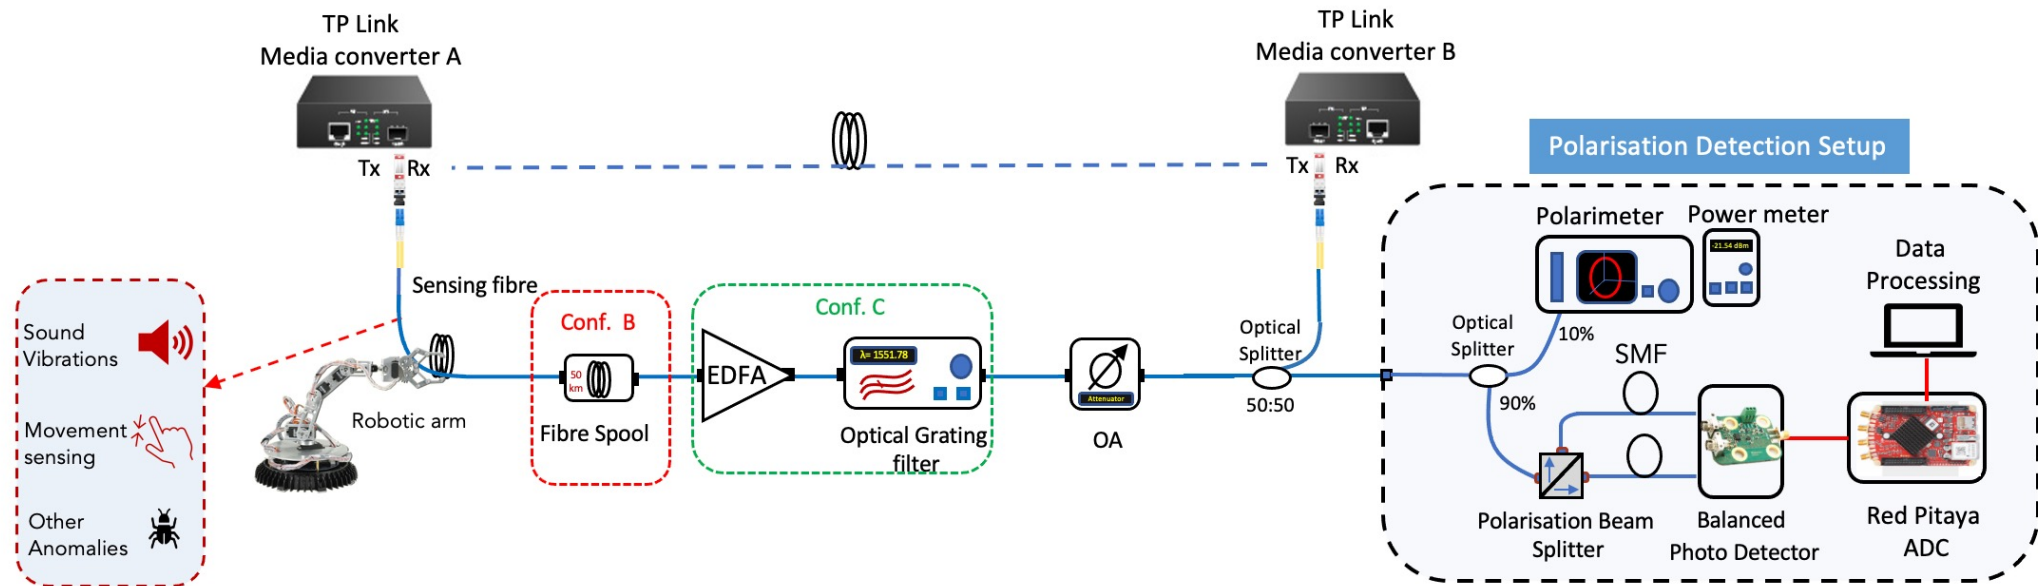 TP Link
Media converter A
TP Link
Media converter B
Polarisation Detection Setup
Tx
Rx
Tx
Rx
Polarimeter
Power meter
-21.54 dBm
Data
Processing
Sensing fibre
Conf. B
Conf. C
Optical
Splitter
Optical
Splitter
10%
Sound
Vibrations
λ= 1551.78
SMF
50
km
EDFA
Attenuator
50:50
90%
Robotic arm
Movement
sensing
Fibre Spool
Optical Grating
filter
OA
Other
Anomalies
Polarisation Beam
Splitter
Balanced
Photo Detector
Red Pitaya
ADC